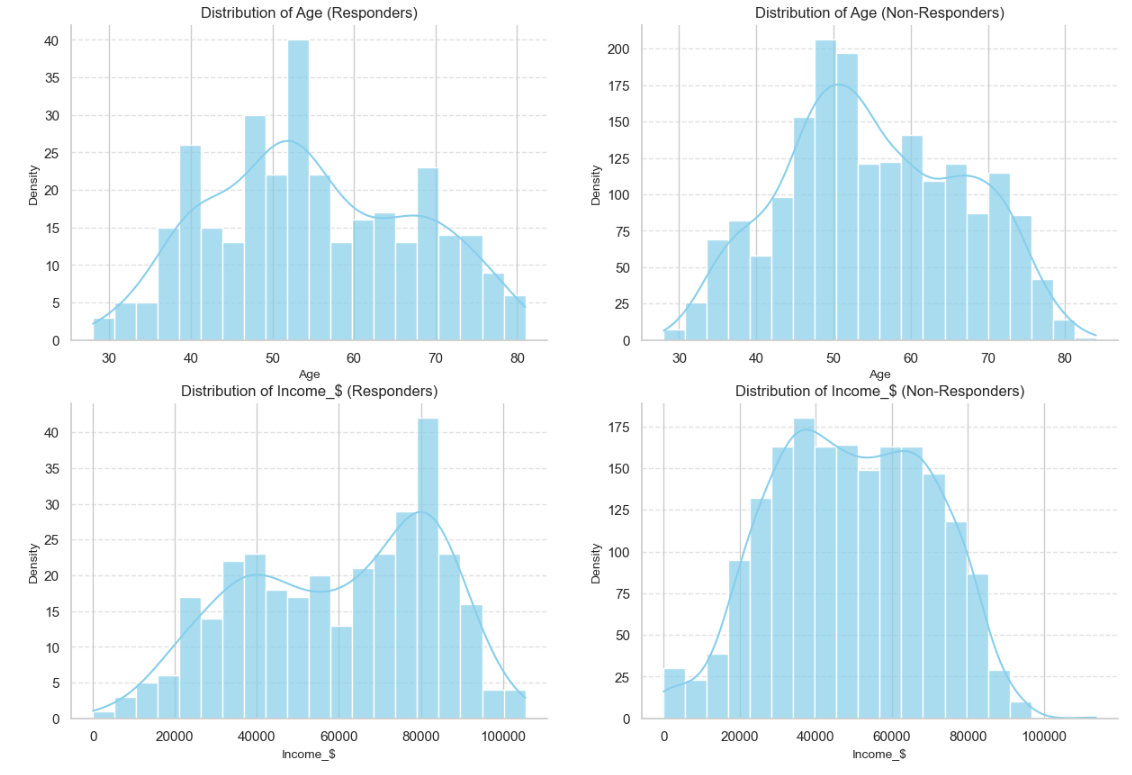 Distribution of Age (Responders)
Density
40
35
30
25
20
15
10
5
0
30 40 50 60 70 80
Age
Distribution of Age (Non-Responders)
Density
200
175
150
125
100
75
50
25
0
30 40 50 60 70 80
Age
Distribution of Income_$ (Responders)
Density
40
35
30
25
20
15
10
5
0
0 20000 40000 60000 80000 100000
Income_$
Distribution of Income_$ (Non-Responders)
Density
175
150
125
100
75
50
25
0
0 20000 40000 60000 80000 100000
Income_$